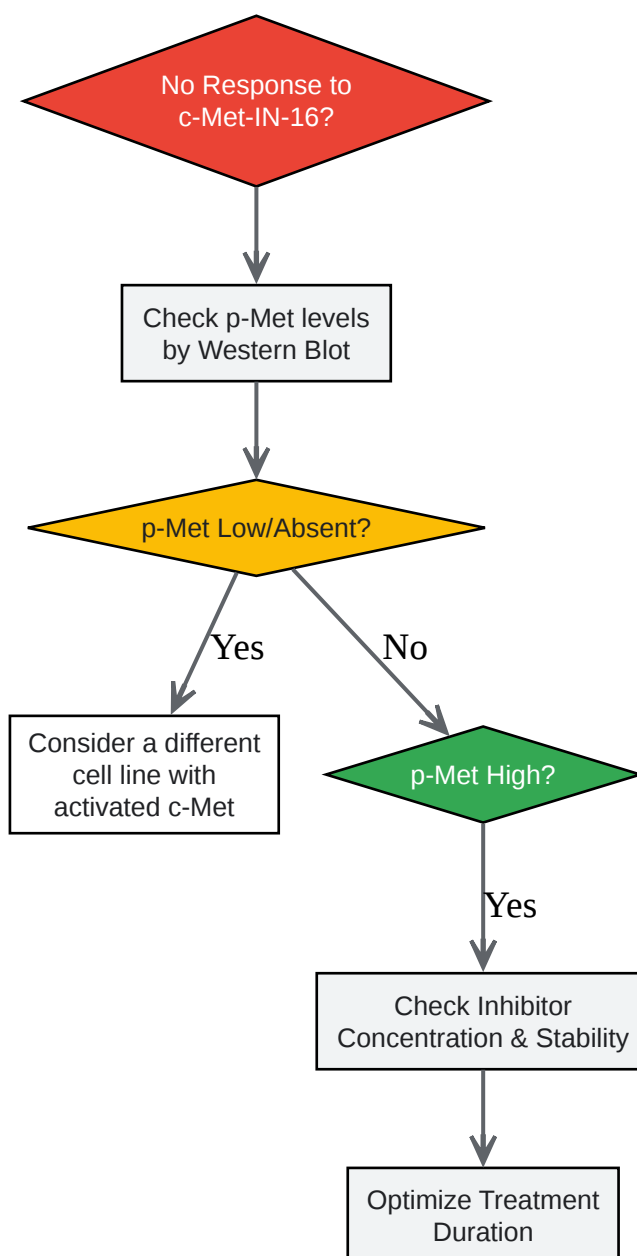 No Response to
c-Met-IN-16?
Check p-Met levels
by Western Blot
p-Met Low/Absent?
Yes
No
Consider a different
cell line with
activated c-Met
p-Met High?
Yes
Check Inhibitor
Concentration & Stability
Optimize Treatment
Duration